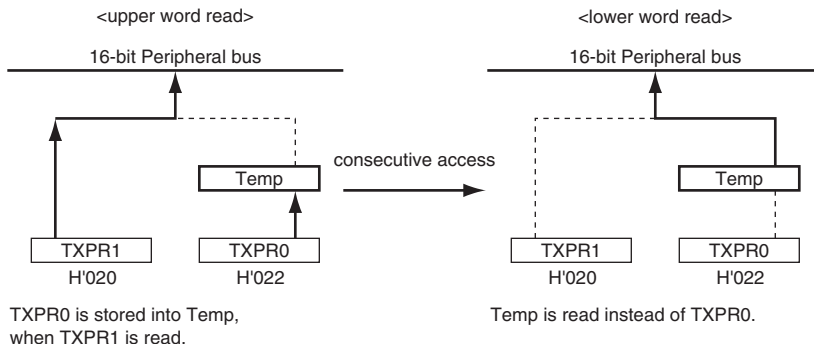 <upper word read>
16-bit Peripheral bus
Temp
TXPR1
TXPR0
H'020
H'022
TXPR0 is stored into Temp,
when TXPR1 is read.
consecutive access
<lower word read>
16-bit Peripheral bus
Temp
TXPR1
TXPR0
H'020
H'022
Temp is read instead of TXPR0.